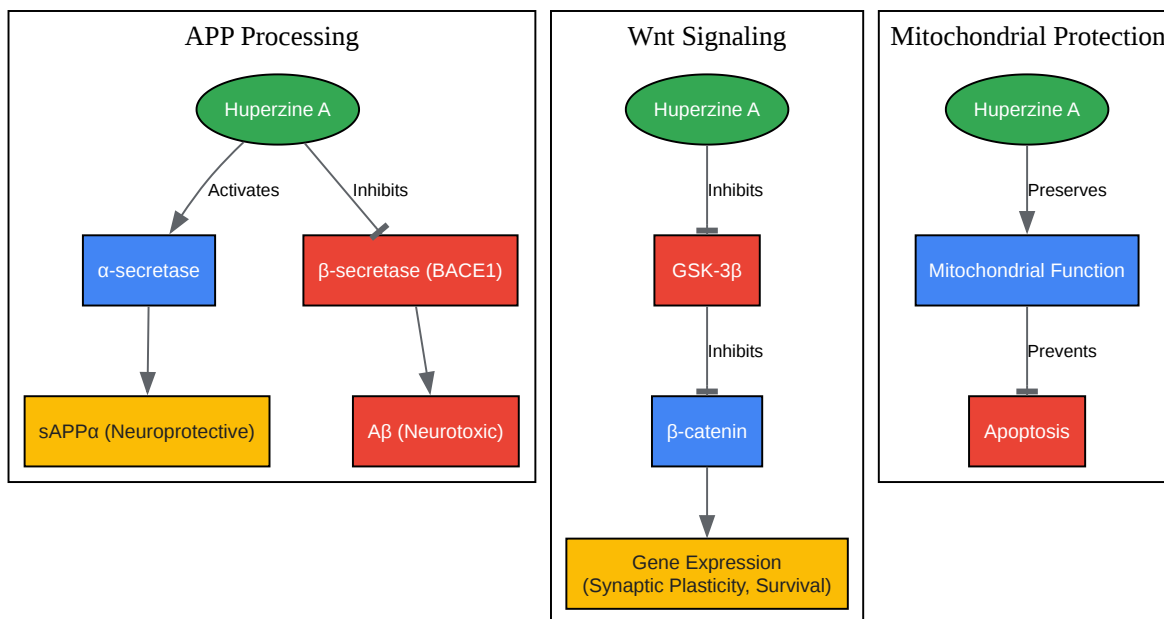 APP Processing
Huperzine A
Activates
Inhibits
α-secretase
β-secretase (BACE1)
sAPPα (Neuroprotective)
Aβ (Neurotoxic)
Wnt Signaling
Huperzine A
Inhibits
GSK-3β
Inhibits
β-catenin
Gene Expression
(Synaptic Plasticity, Survival)
Mitochondrial Protection
Huperzine A
Preserves
Mitochondrial Function
Prevents
Apoptosis